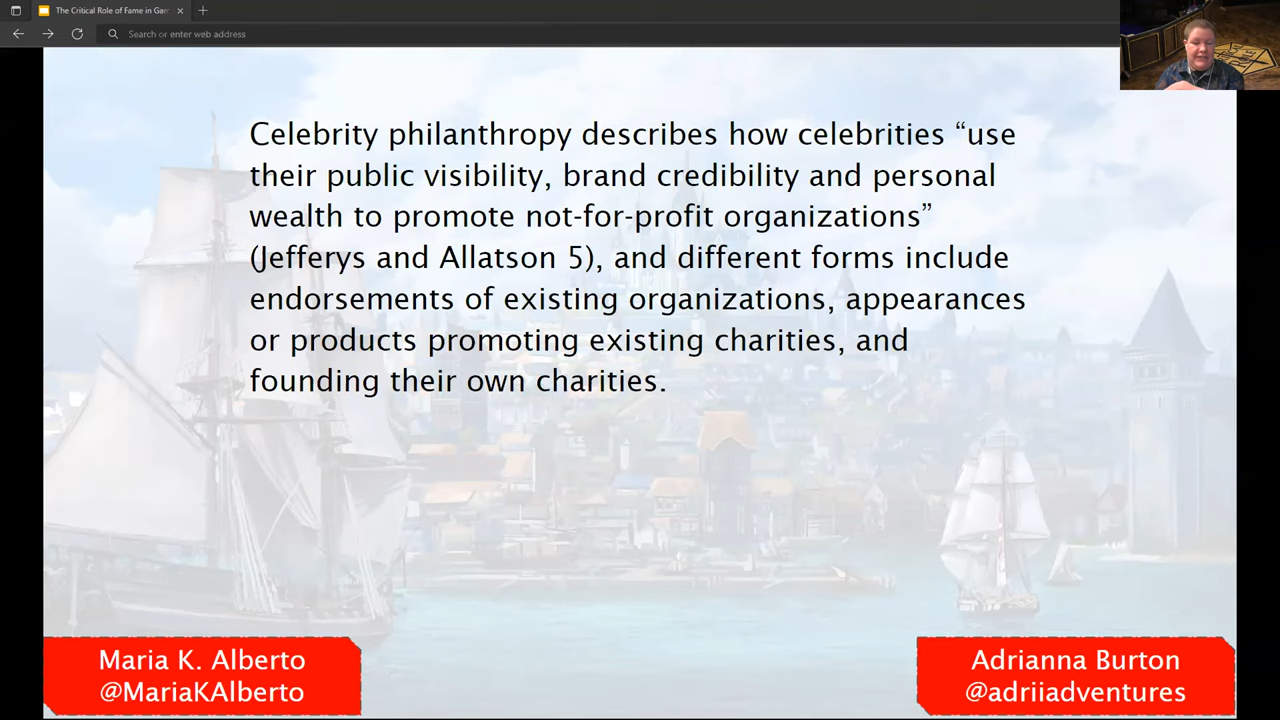 The Critical Role of Fame in Gam
Search or enter web address
Celebrity philanthropy describes how celebrities “use
their public visibility, brand credibility and personal
wealth to promote not-for-profit organizations”
(Jefferys and Allatson 5), and different forms include
endorsements of existing organizations, appearances
or products promoting existing charities, and
founding their own charities.
Maria K. Alberto
@MariaKAlberto
Adrianna Burton
@adriiadventures